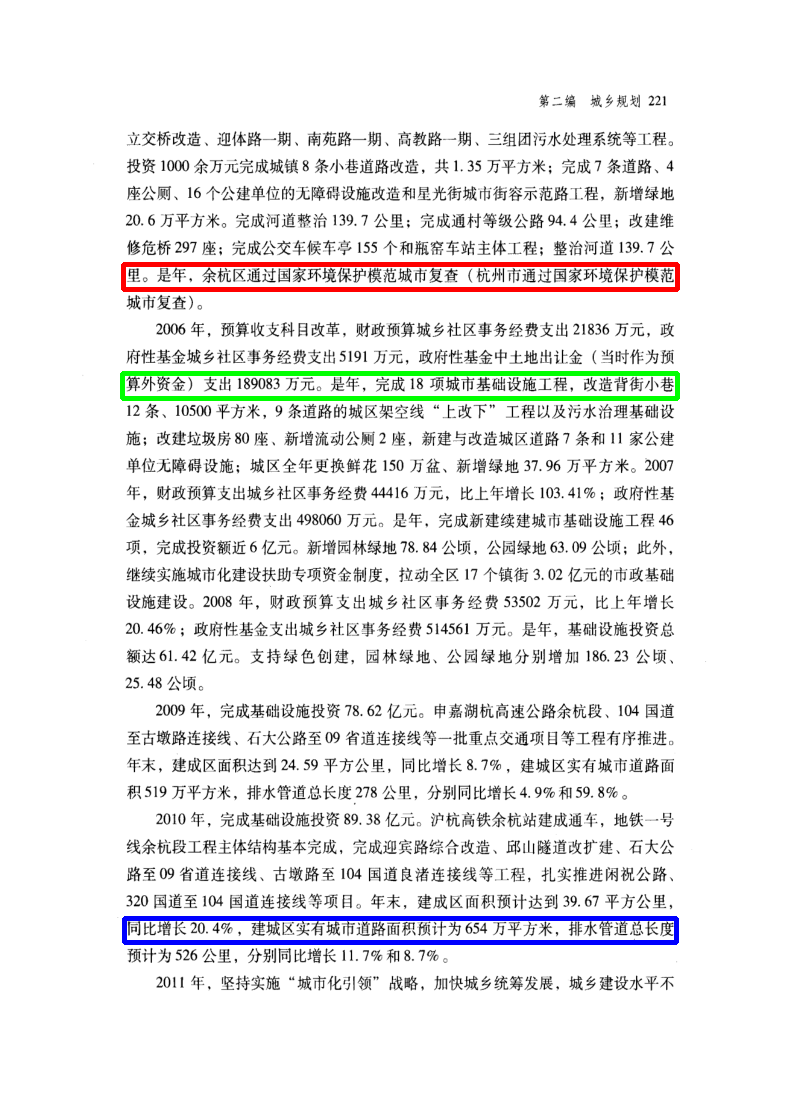 第二编 城乡规划 221
立交桥改造、迎体路一期、南苑路一期、高教路一期、三组团污水处理系统等工程。
投资 1000 余万元完成城镇 8 条小巷道路改造，共 1.35 万平方米；完成 7 条道路、4
座公厕、16 个公建单位的无障碍设施改造和星光街城市街容示范路工程，新增绿地
20.6 万平方米。完成河道整治 139.7 公里；完成通村等级公路 94.4 公里；改建维
修危桥 297 座；完成公交车候车亭 155 个和瓶窑车站主体工程；整治河道 139.7 公
里。是年，余杭区通过国家环境保护模范城市复查（杭州市通过国家环境保护模范
城市复查）。
2006 年，预算收支科目改革，财政预算城乡社区事务经费支出 21836 万元，政
府性基金城乡社区事务经费支出 5191 万元，政府性基金中土地出让金（当时作为预
算外资金）支出 189083 万元。是年，完成 18 项城市基础设施工程，改造背街小巷
12 条、10500 平方米，9 条道路的城区架空线“上改下”工程以及污水治理基础设
施；改建垃圾房 80 座、新增流动公厕 2 座，新建与改造城区道路 7 条和 11 家公建
单位无障碍设施；城区全年更换鲜花 150 万盆、新增绿地 37.96 万平方米。2007
年，财政预算支出城乡社区事务经费 44416 万元，比上年增长 103.41%；政府性基
金城乡社区事务经费支出 498060 万元。是年，完成新建续建城市基础设施工程 46
项，完成投资额近 6 亿元。新增园林绿地 78.84 公顷，公园绿地 63.09 公顷；此外，
继续实施城市化建设扶助专项资金制度，拉动全区 17 个镇街 3.02 亿元的市政基础
设施建设。2008 年，财政预算支出城乡社区事务经费 53502 万元，比上年增长
20.46%；政府性基金支出城乡社区事务经费 514561 万元。是年，基础设施投资总
额达 61.42 亿元。支持绿色创建，园林绿地、公园绿地分别增加 186.23 公顷、
25.48 公顷。
2009 年，完成基础设施投资 78.62 亿元。申嘉湖杭高速公路余杭段、104 国道
至古墩路连接线、石大公路至 09 省道连接线等一批重点交通项目等工程有序推进。
年末，建成区面积达到 24.59 平方公里，同比增长 8.7%，建城区实有城市道路面
积 519 万平方米，排水管道总长度 278 公里，分别同比增长 4.9% 和 59.8%。
2010 年，完成基础设施投资 89.38 亿元。沪杭高铁余杭站建成通车，地铁一号
线余杭段工程主体结构基本完成，完成迎宾路综合改造、邱山隧道改扩建、石大公
路至 09 省道连接线、古墩路至 104 国道良渚连接线等工程，扎实推进闲祝公路、
320 国道至 104 国道连接线等项目。年末，建成区面积预计达到 39.67 平方公里，
同比增长 20.4%，建城区实有城市道路面积预计为 654 万平方米，排水管道总长度
预计为 526 公里，分别同比增长 11.7% 和 8.7%。
2011 年，坚持实施“城市化引领”战略，加快城乡统筹发展，城乡建设水平不